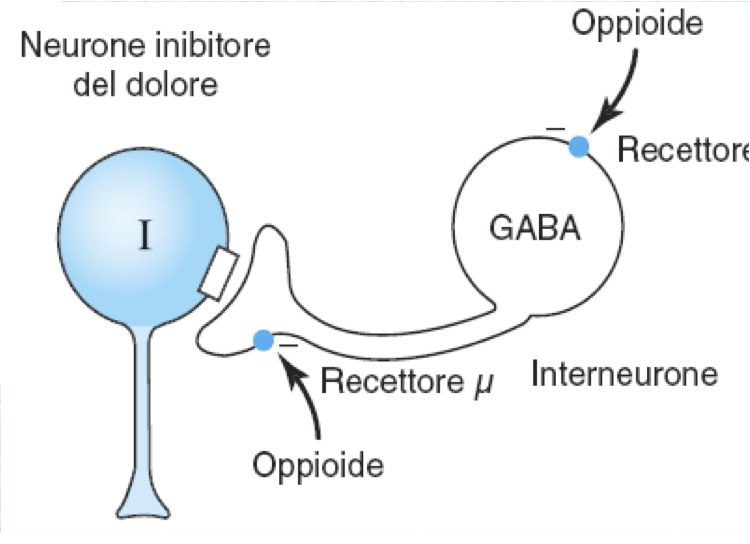 Oppioide
Neurone inibitore
del dolore
Recettore
I
GABA
Recettore μ
Interneurone
Oppioide